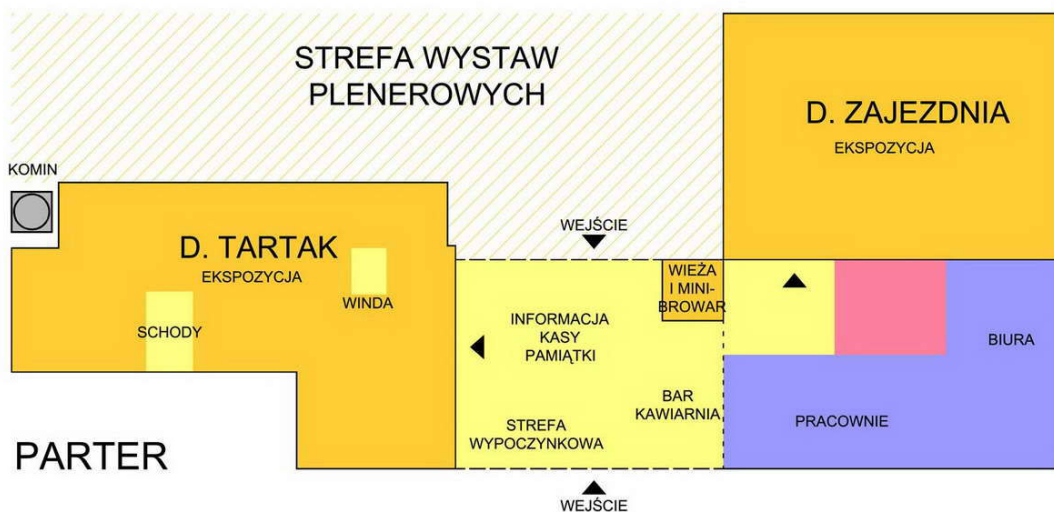 STREFA WYSTAW
PLENEROWYCH
D. ZAJEZDNIA
EKSPOZYCJA
KOMIN
WEJŚCIE
D. TARTAK
EKSPOZYCJA
WINDA
SCHODY
WIEŻA
I MINI-
BROWAR
INFORMACJA
KASY
PAMIĄTKI
BIURA
BAR
KAWIARNIA
PRACOWNIE
STREFA
WYPOCZYNKOWA
PARTER
WEJŚCIE